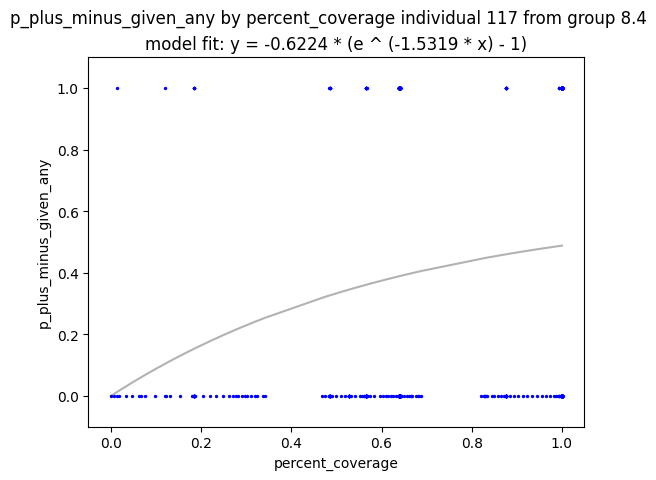 p_plus_minus_given_any by percent_coverage individual 117 from group 8.4
model fit: y = -0.6224 * (e ^ (-1.5319 * x) - 1)
p_plus_minus_given_any
1.0
0.8
0.6
0.4
0.2
0.0
0.0 0.2 0.4 0.6 0.8 1.0
percent_coverage